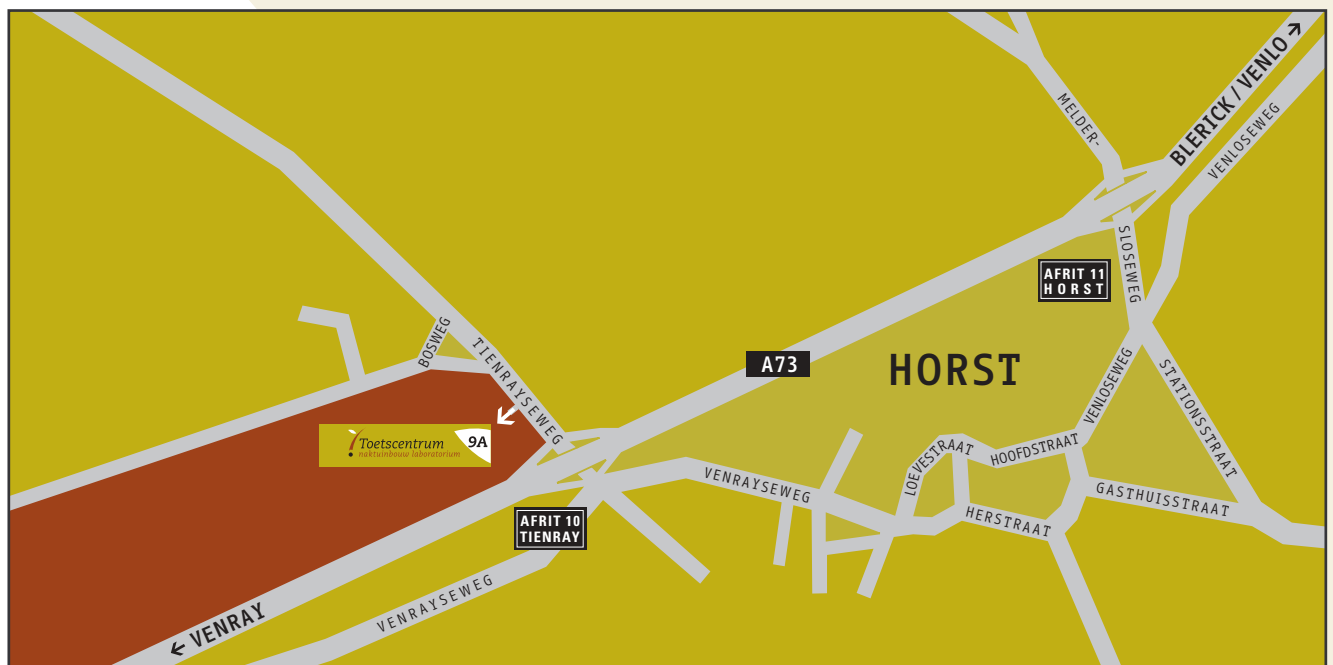 BLERICK / VENLO →
MELDER-
VENLOSEWEG
SLOSEWEG
AFRIT 11
HORST
BOSWEG
TIENRAYSEWEG
A73
HORST
VENLOSEWEG
STATIONSSTRAAT
Toetscentrum 9A
naktuinbouw laboratorium
LOEVESTRAAT
HOOFDSTRAAT
VENRAYSEWEG
GASTHUISSTRAAT
HERSTRAAT
AFRIT 10
TIENRAY
VENRAYSEWEG
← VENRAY